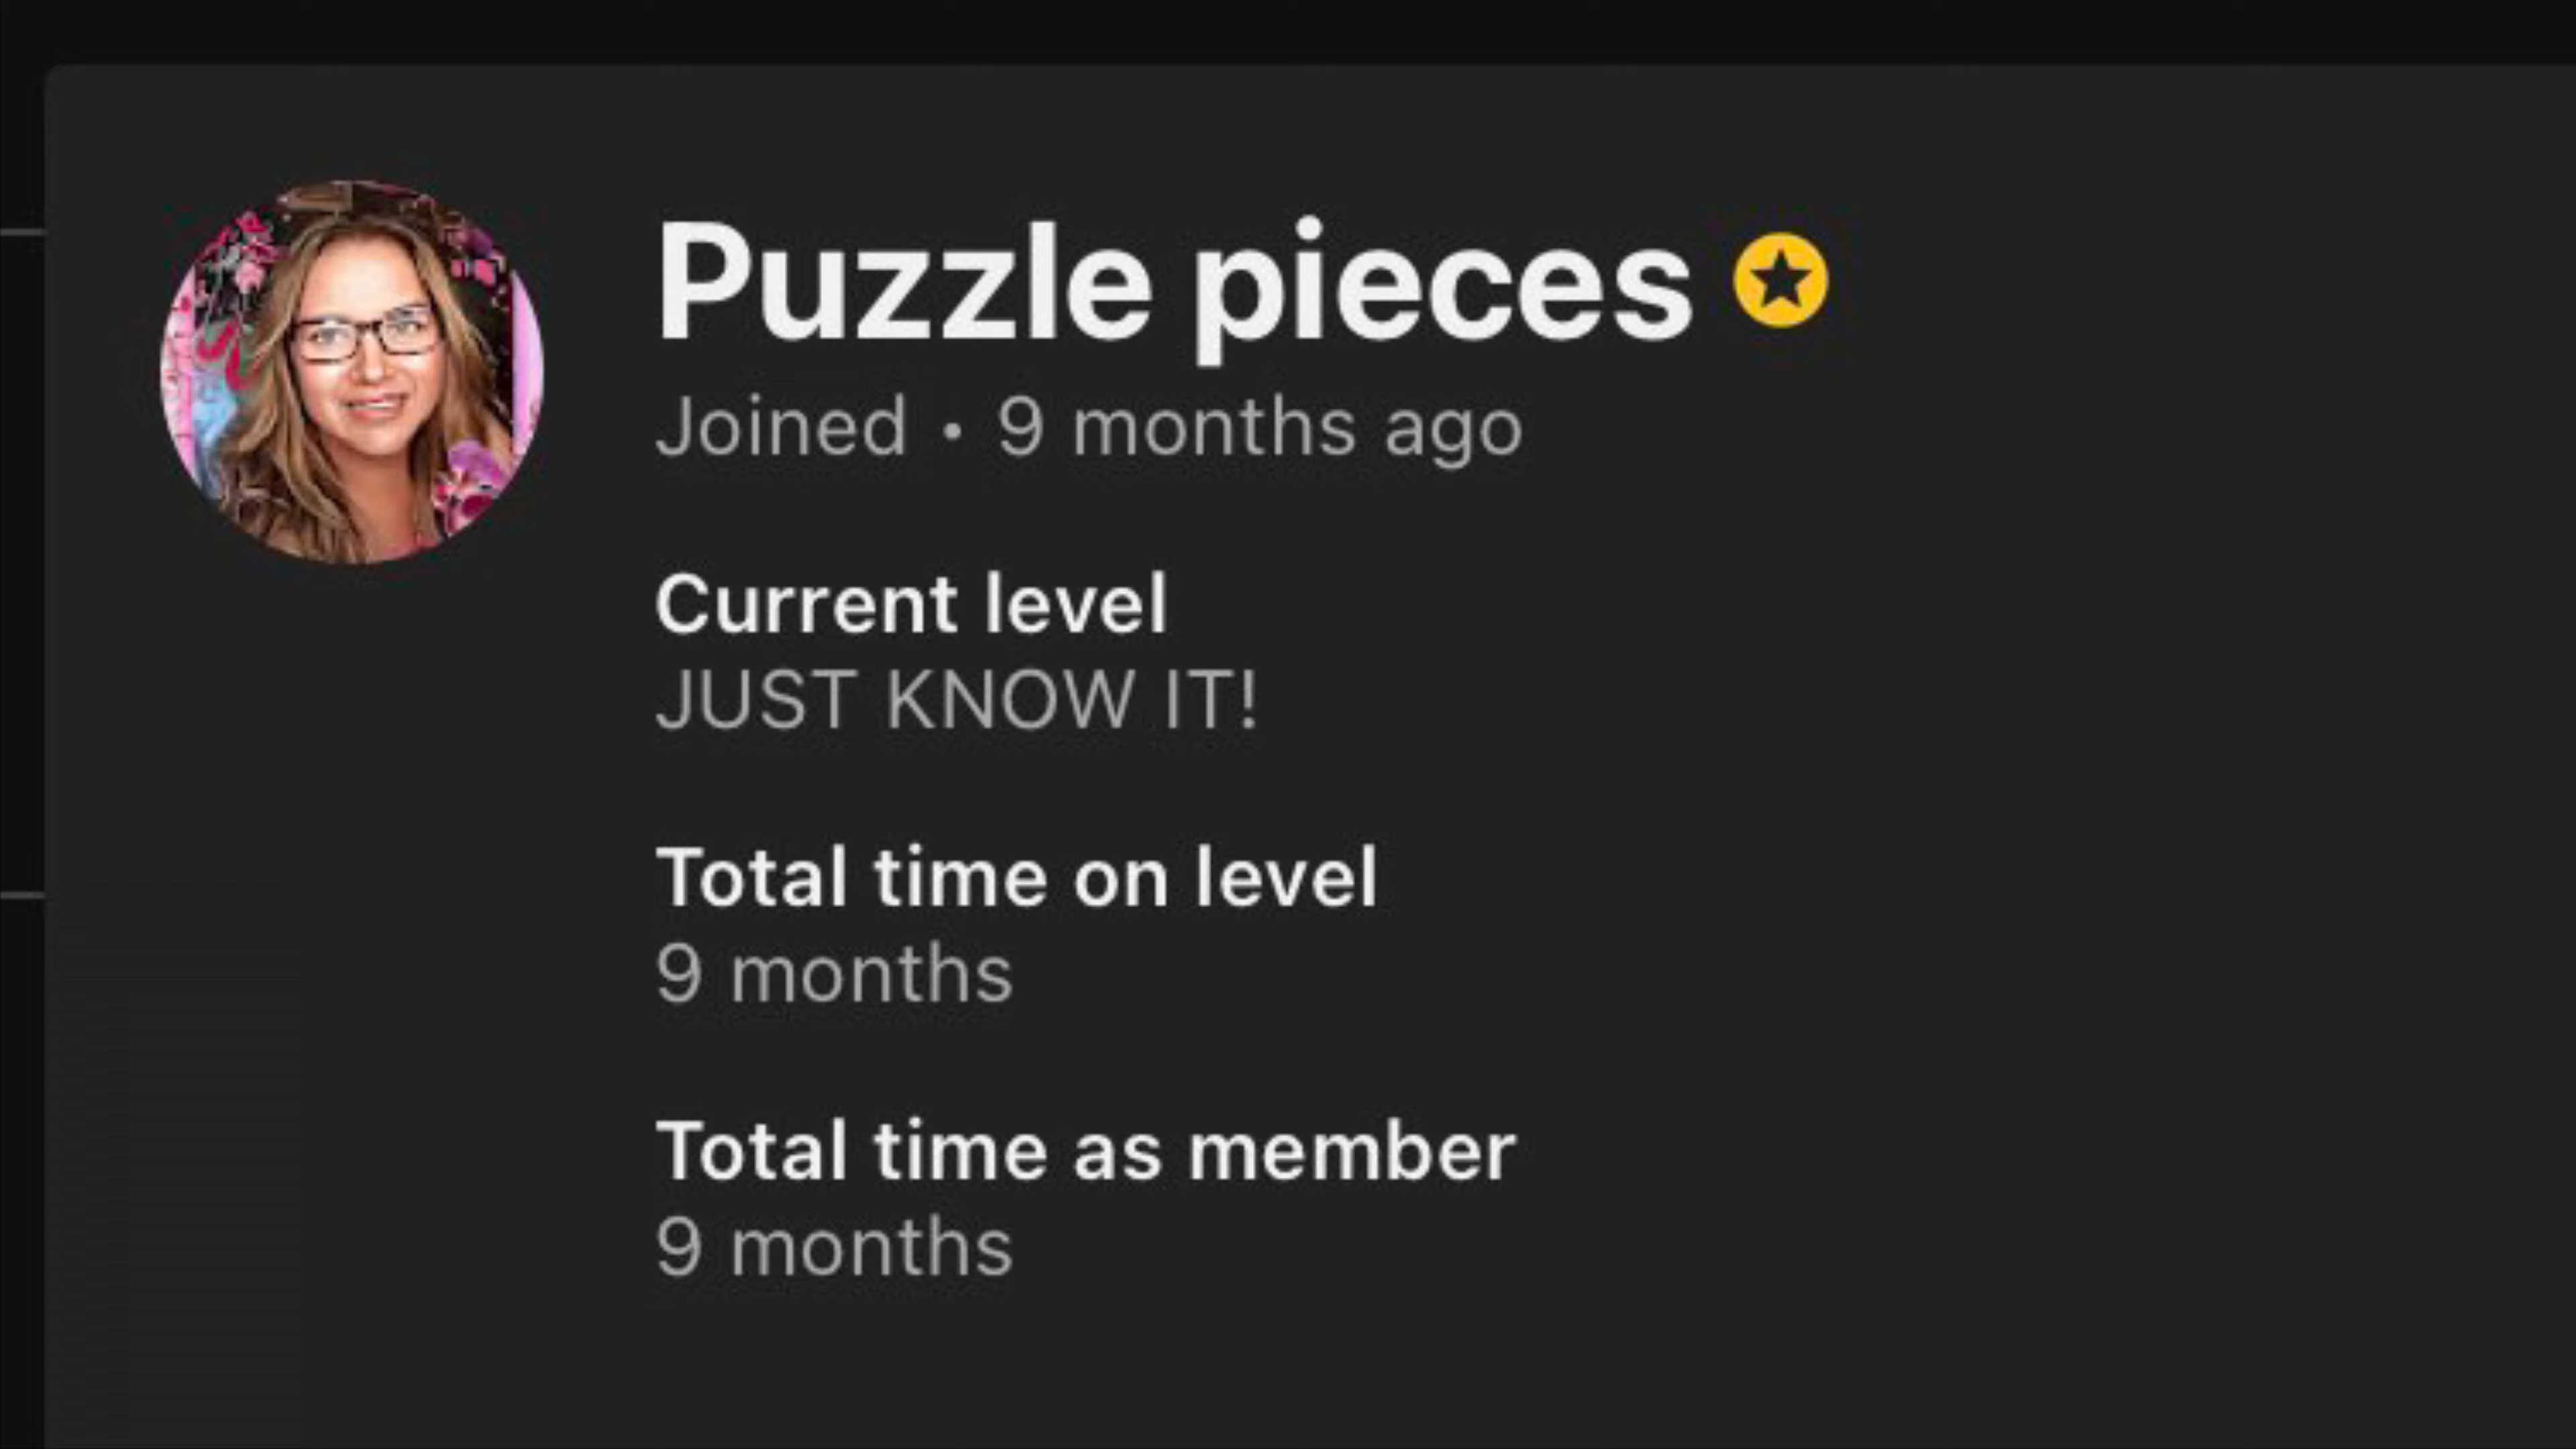 Puzzle pieces
Joined • 9 months ago
Current level
JUST KNOW IT!
Total time on level
9 months
Total time as member
9 months